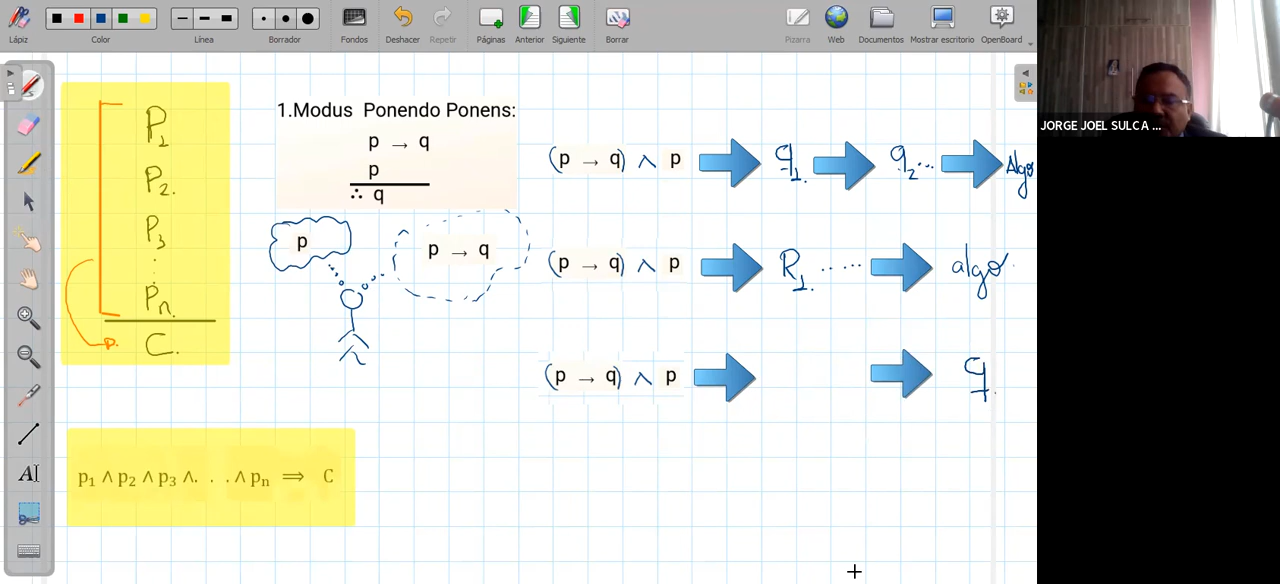 Lápiz
Color
Línea
Borrador
Fondos
Deshacer
Repetir
Páginas
Anterior
Siguiente
Borrar
Pizarra
Web
Documentos
Mostrar escritorio
OpenBoard
JORGE JOEL SULCA ...
P1
P2.
P3
.
.
Pn.
p.
C.
1.Modus Ponendo Ponens:
p → q
p
∴ q
p
p → q
(p → q) ∧ p q1. q2... Algo
(p → q) ∧ p R1. ..... algo.
(p → q) ∧ p q
p1 ∧ p2 ∧ p3 ∧. . . ∧ pn ⟹ C
A